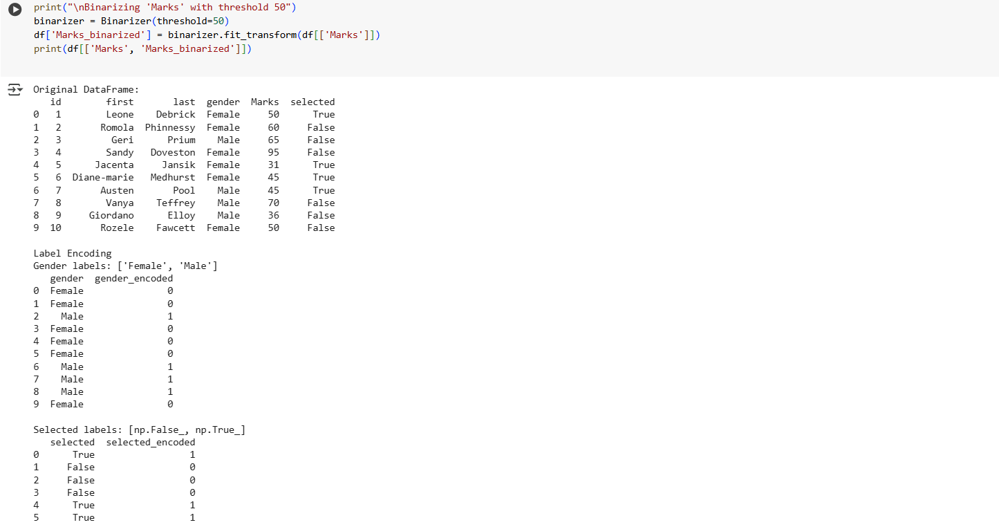 print("\nBinarizing 'Marks' with threshold 50")
binarizer = Binarizer(threshold=50)
df['Marks_binarized'] = binarizer.fit_transform(df[['Marks']])
print(df[['Marks', 'Marks_binarized']])
Original DataFrame:
   id        first       last  gender  Marks  selected
0   1        Leone    Debrick  Female     50      True
1   2       Romola  Phinnessy  Female     60     False
2   3         Geri      Prium    Male     65     False
3   4        Sandy   Doveston  Female     95     False
4   5      Jacenta     Jansik  Female     31      True
5   6  Diane-marie   Medhurst  Female     45      True
6   7       Austen       Pool    Male     45      True
7   8        Vanya    Teffrey    Male     70     False
8   9     Giordano      Elloy    Male     36     False
9  10       Rozele    Fawcett  Female     50     False
Label Encoding
Gender labels: ['Female', 'Male']
   gender  gender_encoded
0  Female               0
1  Female               0
2    Male               1
3  Female               0
4  Female               0
5  Female               0
6    Male               1
7    Male               1
8    Male               1
9  Female               0
Selected labels: [np.False_, np.True_]
   selected  selected_encoded
0      True                 1
1     False                 0
2     False                 0
3     False                 0
4      True                 1
5      True                 1